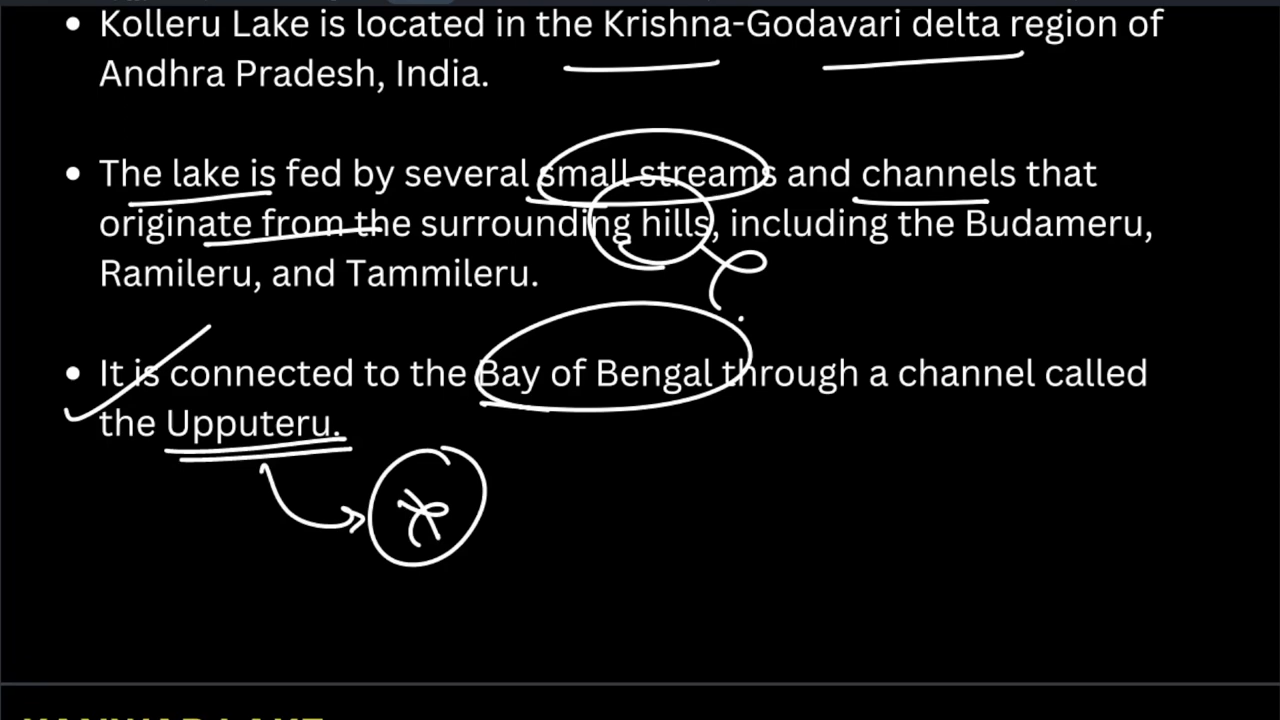 • Kolleru Lake is located in the Krishna-Godavari delta region of
Andhra Pradesh, India.
• The lake is fed by several small streams and channels that
originate from the surrounding hills, including the Budameru,
Ramileru, and Tammileru.
• It is connected to the Bay of Bengal through a channel called
the Upputeru.